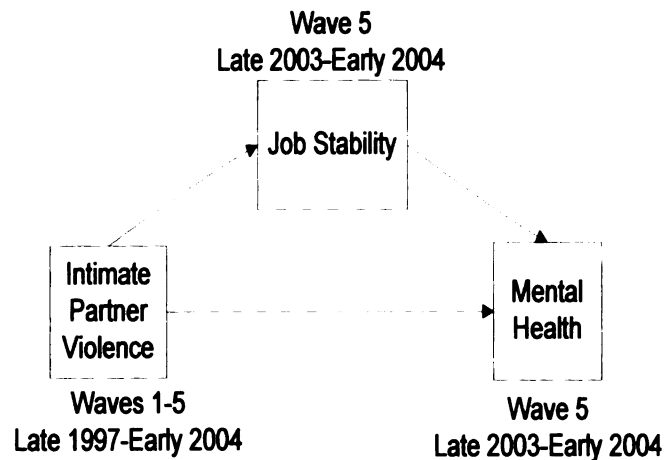 Wave 5
Late 2003-Early 2004
Job Stability
Intimate
Partner
Violence
Mental
Health
Waves 1-5
Late 1997-Early 2004
Wave 5
Late 2003-Early 2004